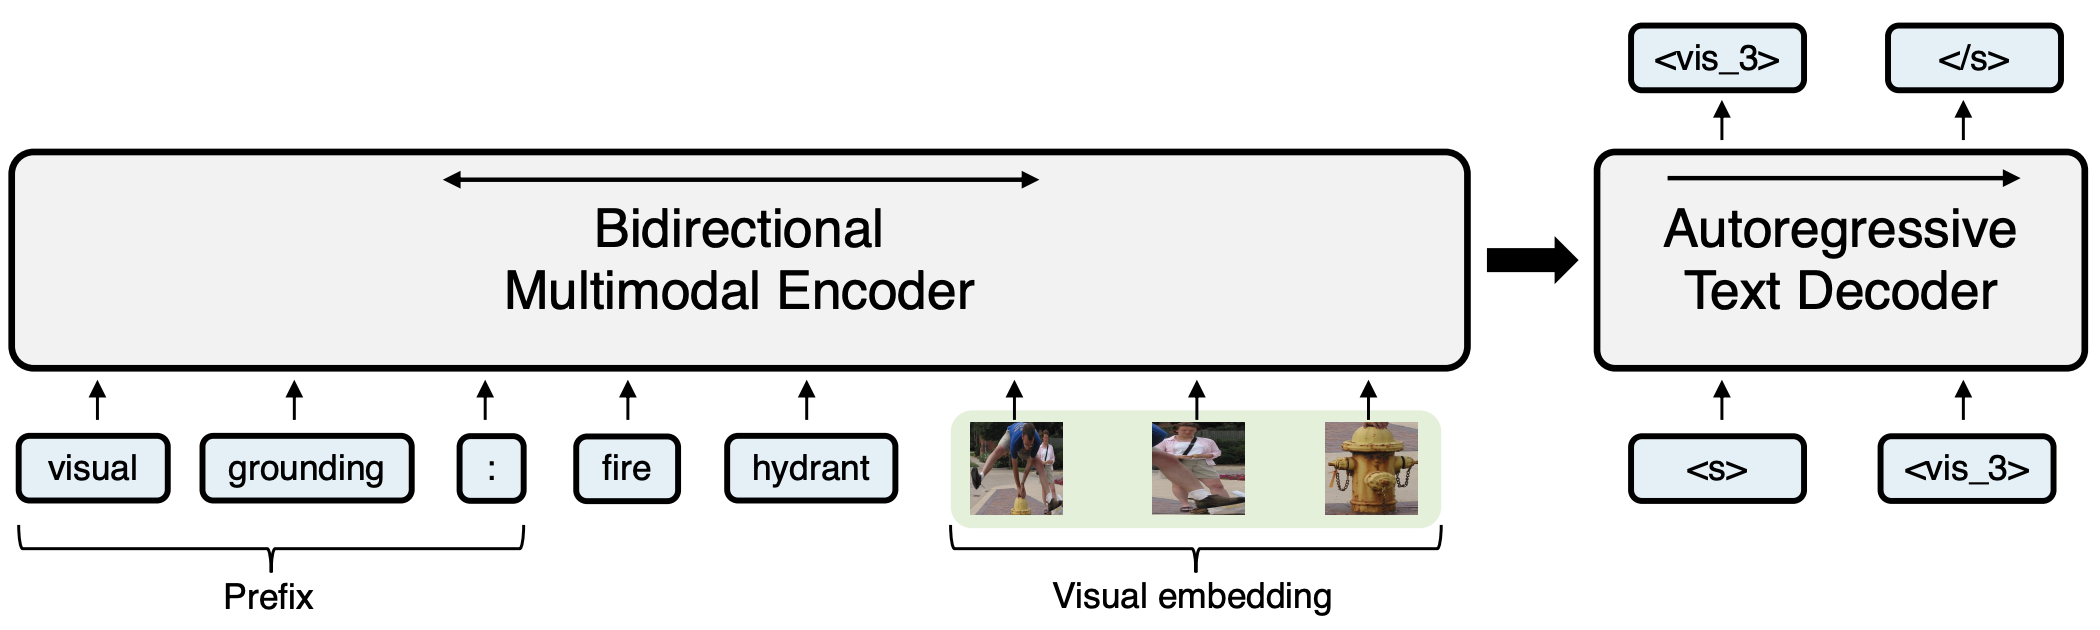 <vis_3> </s>
Bidirectional
Multimodal Encoder
Autoregressive
Text Decoder
visual grounding : fire hydrant
<s> <vis_3>
Prefix
Visual embedding